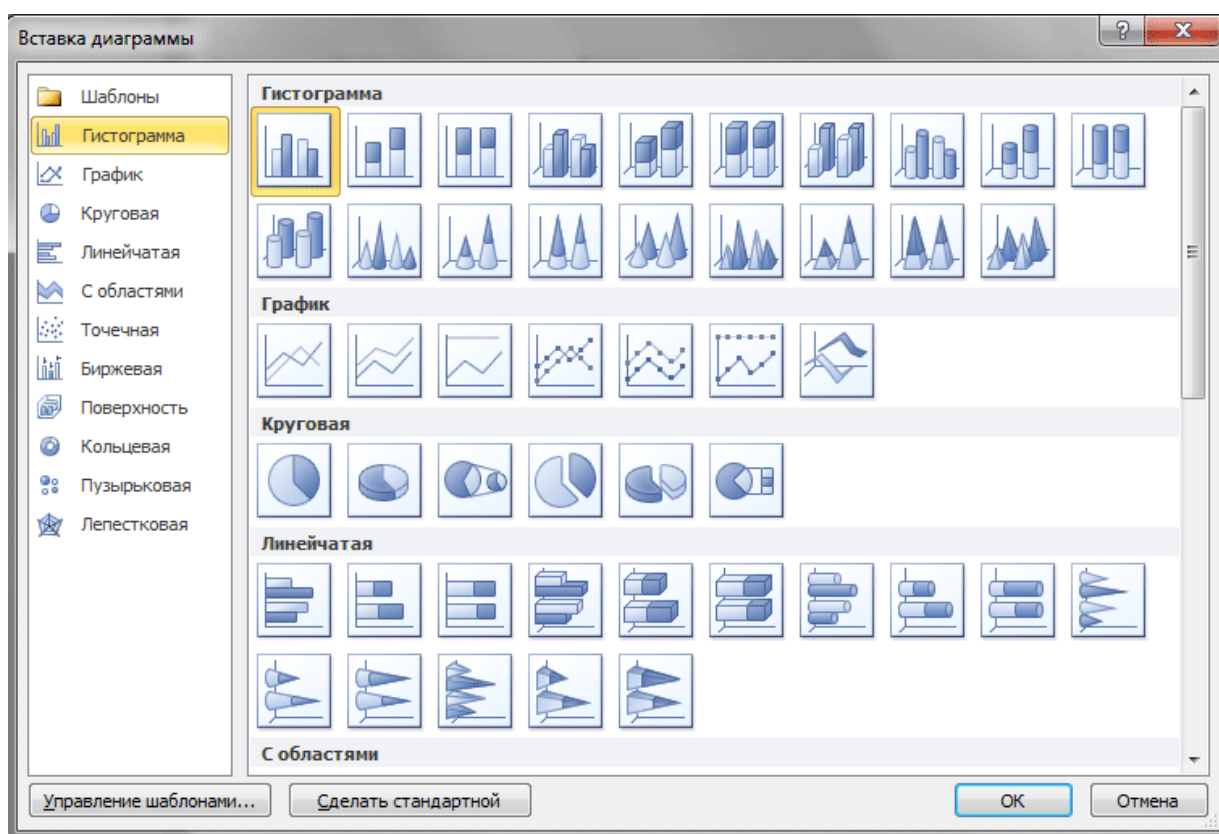 Вставка диаграммы
Шаблоны
Гистограмма
График
Круговая
Линейчатая
С областями
Точечная
Биржевая
Поверхность
Кольцевая
Пузырьковая
Лепестковая
Гистограмма
График
Круговая
Линейчатая
С областями
Управление шаблонами...
Сделать стандартной
ОК
Отмена